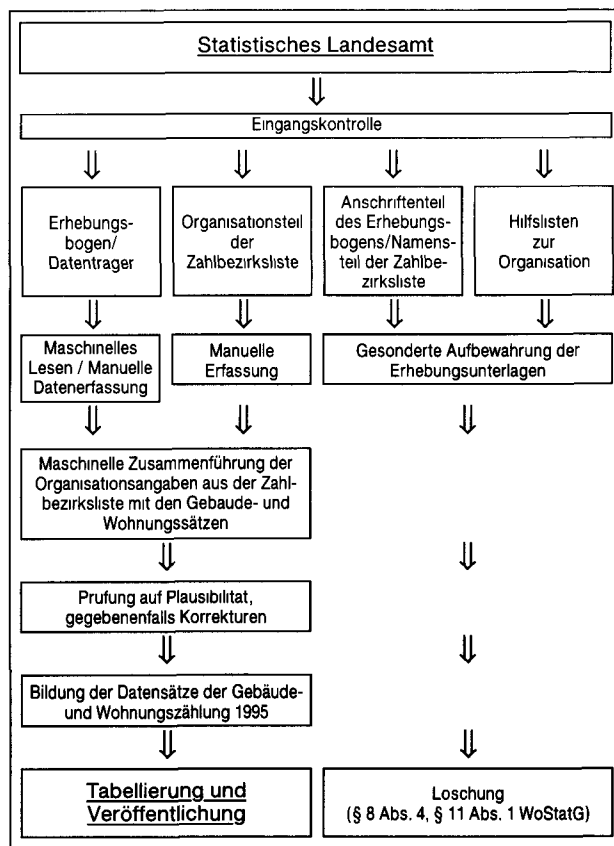 Statistisches Landesamt
Eingangskontrolle
Erhebungs-
bogen/
Datentrager
Organisationsteil
der
Zahlbezirksliste
Anschriftenteil
des Erhebungs-
bogens/Namens-
teil der Zahlbe-
zirksliste
Hilfslisten
zur
Organisation
Maschinelles
Lesen / Manuelle
Datenerfassung
Manuelle
Erfassung
Gesonderte Aufbewahrung der
Erhebungsunterlagen
Maschinelle Zusammenführung der
Organisationsangaben aus der Zahl-
bezirksliste mit den Gebaude- und
Wohnungssätzen
Prufung auf Plausibilitat,
gegebenenfalls Korrekturen
Bildung der Datensätze der Gebäude-
und Wohnungszählung 1995
Tabellierung und
Veröffentlichung
Loschung
(§ 8 Abs. 4, § 11 Abs. 1 WoStatG)